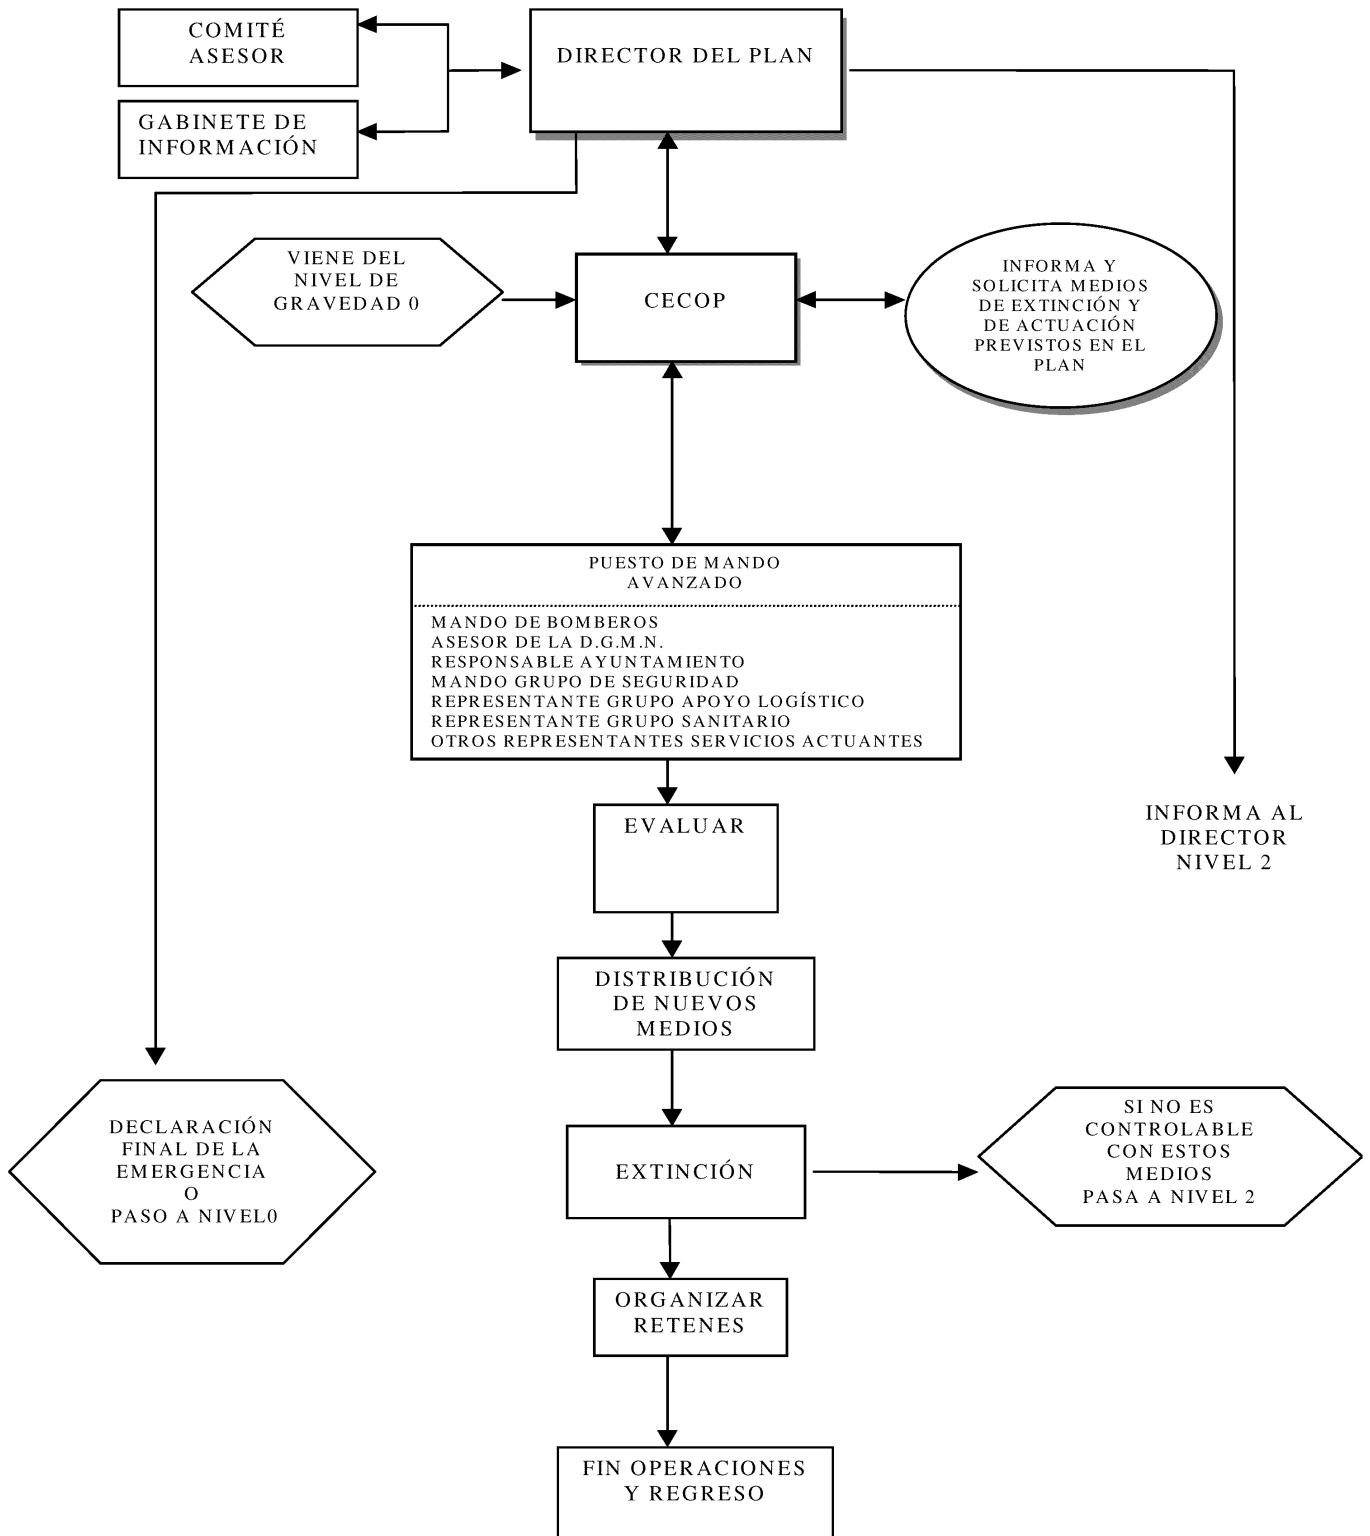 COMITÉ
ASESOR
DIRECTOR DEL PLAN
GABINETE DE
INFORMACIÓN
VIENE DEL
NIVEL DE
GRAVEDAD 0
CECOP
INFORMA Y
SOLICITA MEDIOS
DE EXTINCIÓN Y
DE ACTUACIÓN
PREVISTOS EN EL
PLAN
PUESTO DE MANDO
AVANZADO
MANDO DE BOMBEROS
ASESOR DE LA D.G.M.N.
RESPONSABLE AYUNTAMIENTO
MANDO GRUPO DE SEGURIDAD
REPRESENTANTE GRUPO APOYO LOGÍSTICO
REPRESENTANTE GRUPO SANITARIO
OTROS REPRESENTANTES SERVICIOS ACTUANTES
EVALUAR
INFORMA AL
DIRECTOR
NIVEL 2
DISTRIBUCIÓN
DE NUEVOS
MEDIOS
DECLARACIÓN
FINAL DE LA
EMERGENCIA
O
PASO A NIVEL0
EXTINCIÓN
SI NO ES
CONTROLABLE
CON ESTOS
MEDIOS
PASA A NIVEL 2
ORGANIZAR
RETENES
FIN OPERACIONES
Y REGRESO